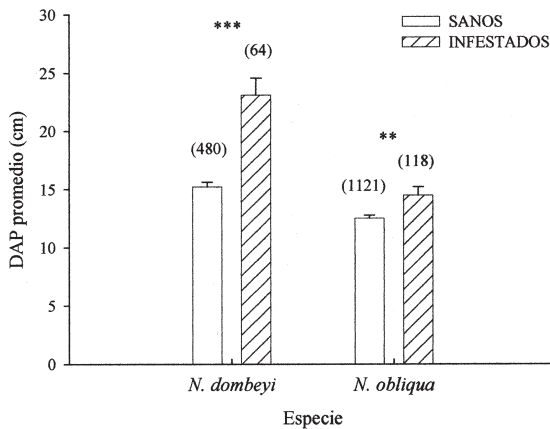 30
25
20
15
10
5
0
DAP promedio (cm)
SANOS
INFESTADOS
***
(64)
(480)
**
(118)
(1121)
N. dombeyi
N. obliqua
Especie